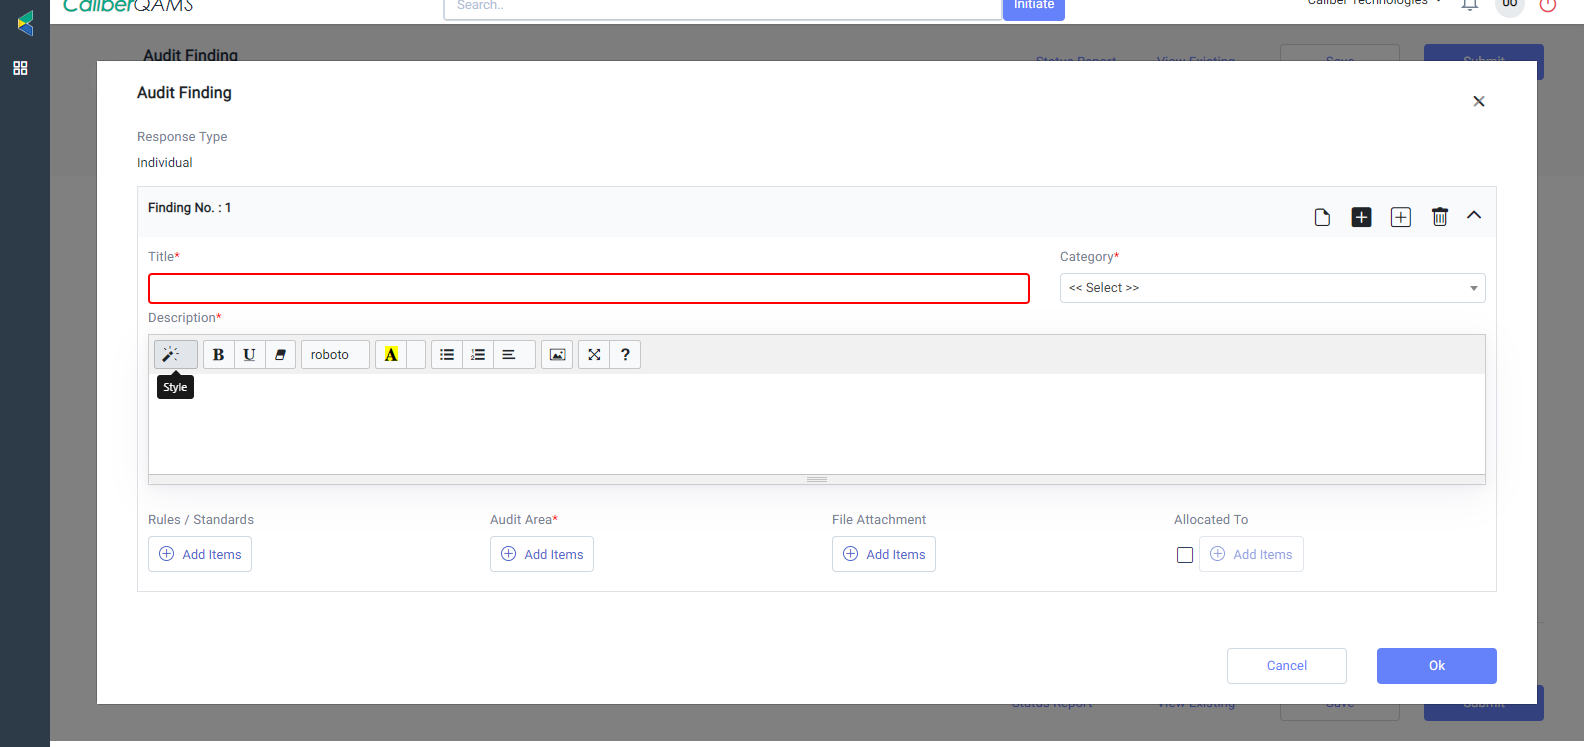 CaliberQAMS
Search..
Initiate
Caliber Technologies
Audit Finding
Status Report
View Existing
Save
Submit
Audit Finding
Response Type
Individual
Finding No. : 1
Title*
Category*
<< Select >>
Description*
B U roboto A ?
Style
Rules / Standards
Audit Area*
File Attachment
Allocated To
Add Items
Add Items
Add Items
Add Items
Cancel
Ok
Status Report
View Existing
Save
Submit